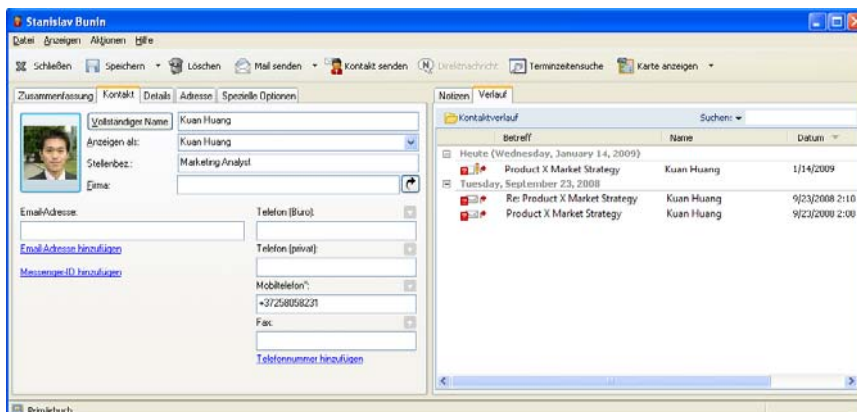 Stanislav Bunin
Datei Anzeigen Aktionen Hilfe
Schließen Speichern Löschen Mail senden Kontakt senden Direktnachricht Terminzeitensuche Karte anzeigen
Zusammenfassung Kontakt Details Adresse Spezielle Optionen
Vollständiger Name Kuan Huang
Anzeigen als: Kuan Huang
Stellenbez.: Marketing Analyst
Firma:
Email-Adresse: Telefon (Büro):
Email-Adresse hinzufügen
Telefon (privat):
Messenger-ID hinzufügen
Mobiltelefon*:
+37258058231
Fax:
Telefonnummer hinzufügen
Notizen Verlauf
Kontaktverlauf Suchen:
Betreff Name Datum
Heute (Wednesday, January 14, 2009)
Product X Market Strategy Kuan Huang 1/14/2009
Tuesday, September 23, 2008
Re: Product X Market Strategy Kuan Huang 9/23/2008 2:10
Product X Market Strategy Kuan Huang 9/23/2008 2:00
Primärbuch